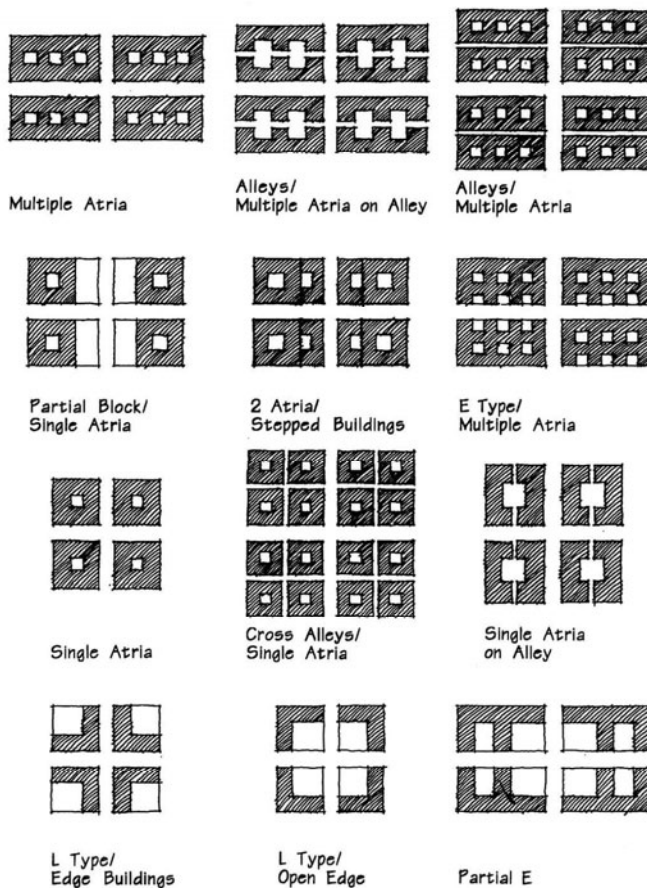 Multiple Atria
Alleys/
Multiple Atria on Alley
Alleys/
Multiple Atria
Partial Block/
Single Atria
2 Atria/
Stepped Buildings
E Type/
Multiple Atria
Single Atria
Cross Alleys/
Single Atria
Single Atria
on Alley
L Type/
Edge Buildings
L Type/
Open Edge
Partial E